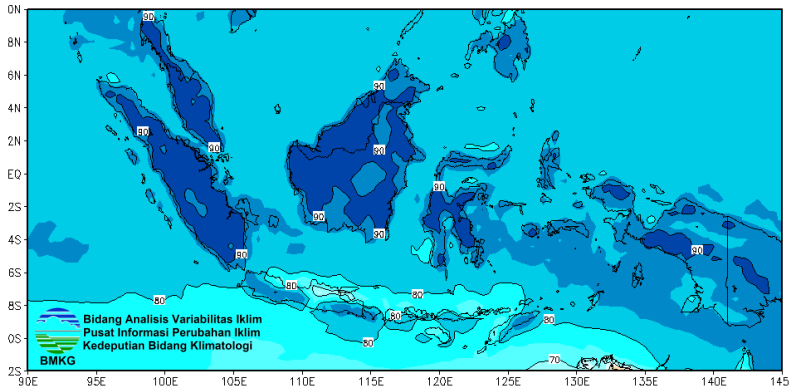 0N
90
6N
90
4N
90
2N
90
90
EQ
90
90
2S
90
90
4S
90
6S
80
80
80
8S
80
80
Bidang Analisis Variabilitas Iklim
Pusat Informasi Perubahan Iklim
Kedeputian Bidang Klimatologi
BMKG
0S
80
70
2S
90E 95E 100E 105E 110E 115E 120E 125E 130E 135E 140E 145